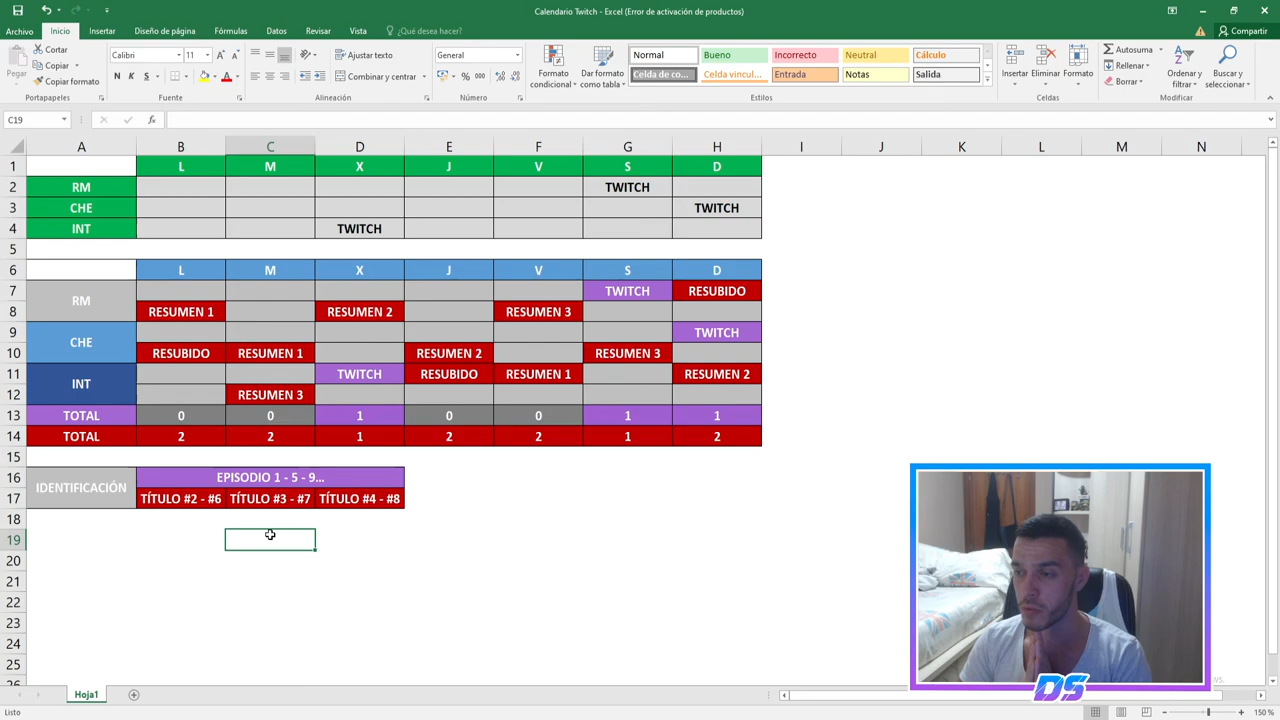 Calendario Twitch - Excel (Error de activación de productos)
Archivo Inicio Insertar Diseño de página Fórmulas Datos Revisar Vista ¿Qué desea hacer? Compartir
Pegar Cortar Copiar Copiar formato
Calibri 11
N K S
Ajustar texto
Combinar y centrar
General
% 000
Formato condicional Dar formato como tabla
Normal Bueno Incorrecto Neutral Cálculo
Celda de co... Celda vincul... Entrada Notas Salida
Insertar Eliminar Formato
Autosuma
Rellenar
Borrar
Ordenar y filtrar Buscar y seleccionar
Portapapeles Fuente Alineación Número Estilos Celdas Modificar
C19 fx
A B C D E F G H I J K L M N
1 L M X J V S D
2 RM TWITCH
3 CHE TWITCH
4 INT TWITCH
5
6 L M X J V S D
7 RM TWITCH RESUBIDO
8 RESUMEN 1 RESUMEN 2 RESUMEN 3
9 CHE TWITCH
10 RESUBIDO RESUMEN 1 RESUMEN 2 RESUMEN 3
11 INT TWITCH RESUBIDO RESUMEN 1 RESUMEN 2
12 RESUMEN 3
13 TOTAL 0 0 1 0 0 1 1
14 TOTAL 2 2 1 2 2 1 2
15
16 IDENTIFICACIÓN EPISODIO 1 - 5 - 9...
17 TÍTULO #2 - #6 TÍTULO #3 - #7 TÍTULO #4 - #8
18
19
20
21
22
23
24
25
26
DS
Hoja1
Listo 150 %